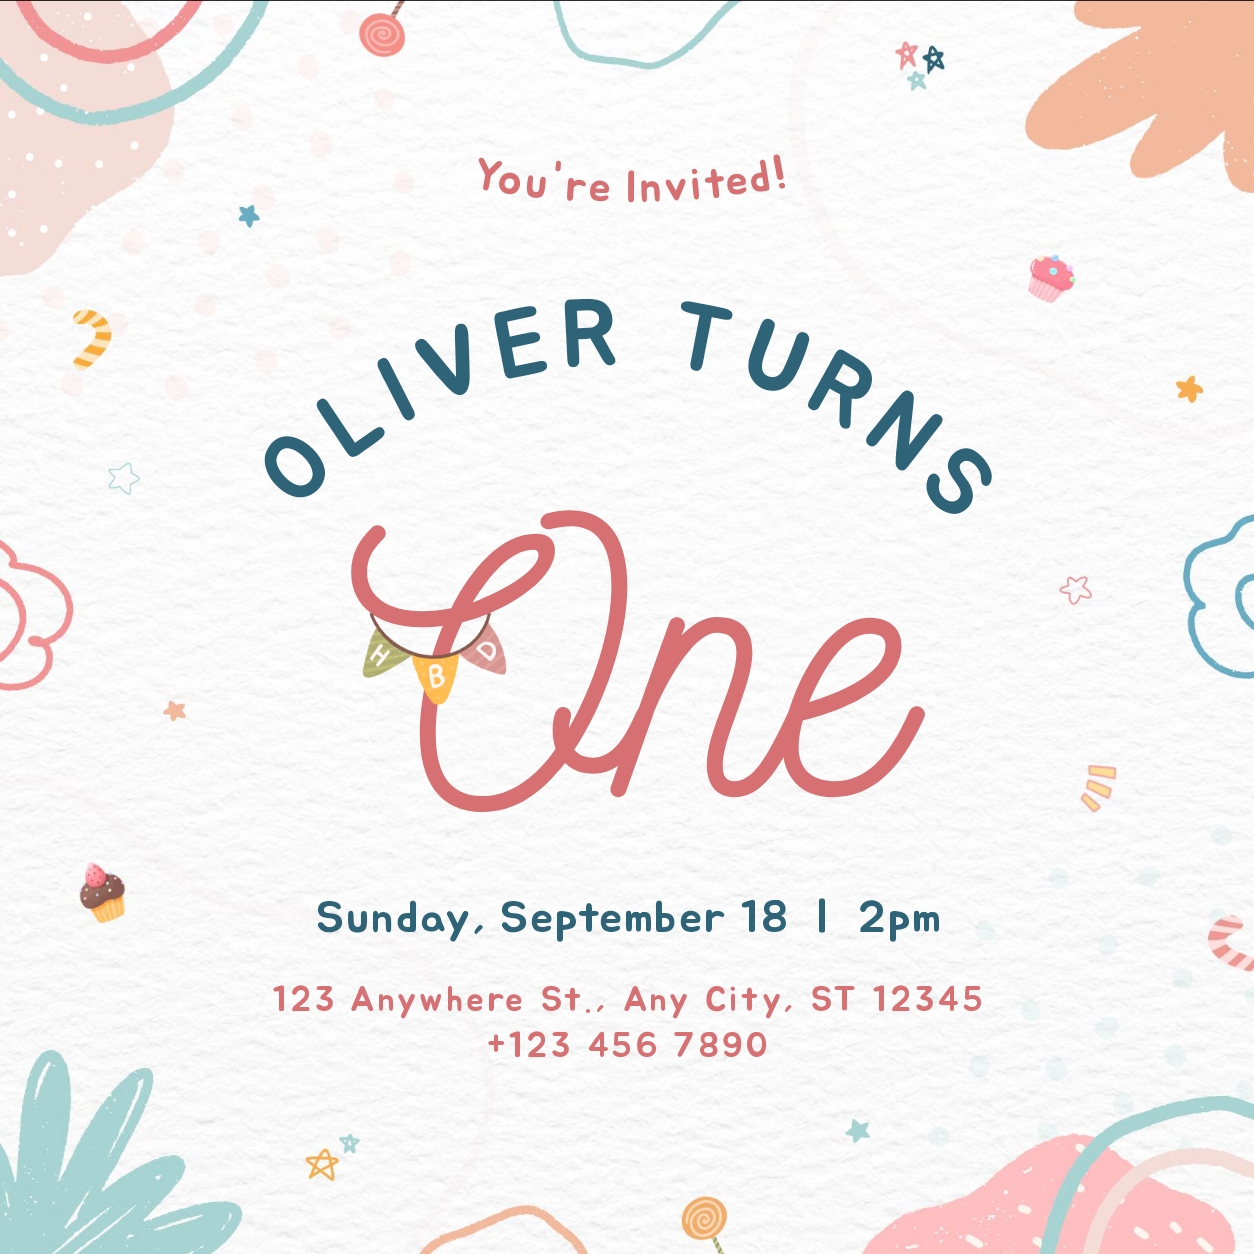 You're Invited!
OLIVER TURNS
One
H B D
Sunday, September 18 | 2pm
123 Anywhere St., Any City, ST 12345
+123 456 7890